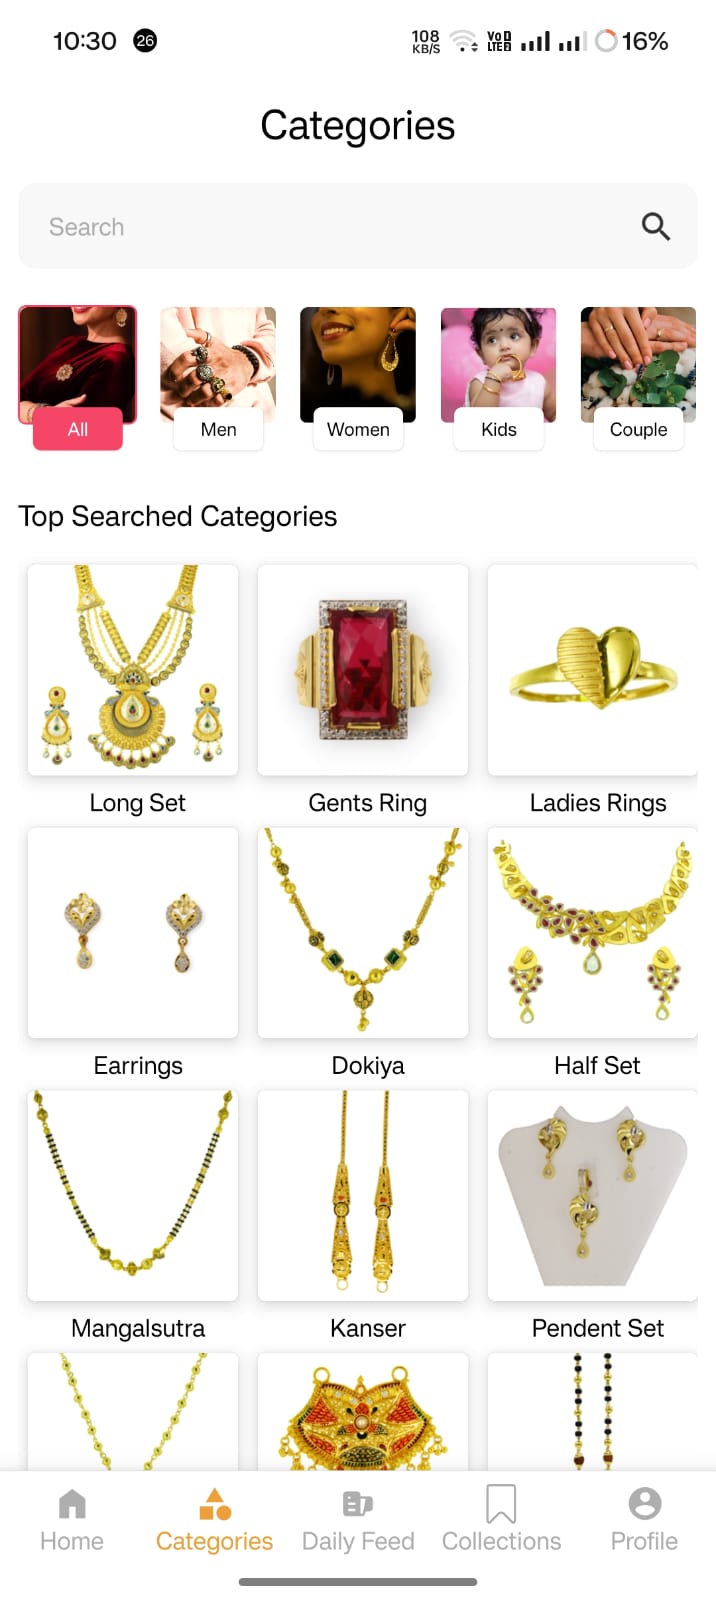 10:30 26 108 KB/S VoD LTE 16%
Categories
Search
All Men Women Kids Couple
Top Searched Categories
Long Set Gents Ring Ladies Rings
Earrings Dokiya Half Set
Mangalsutra Kanser Pendent Set
Home Categories Daily Feed Collections Profile